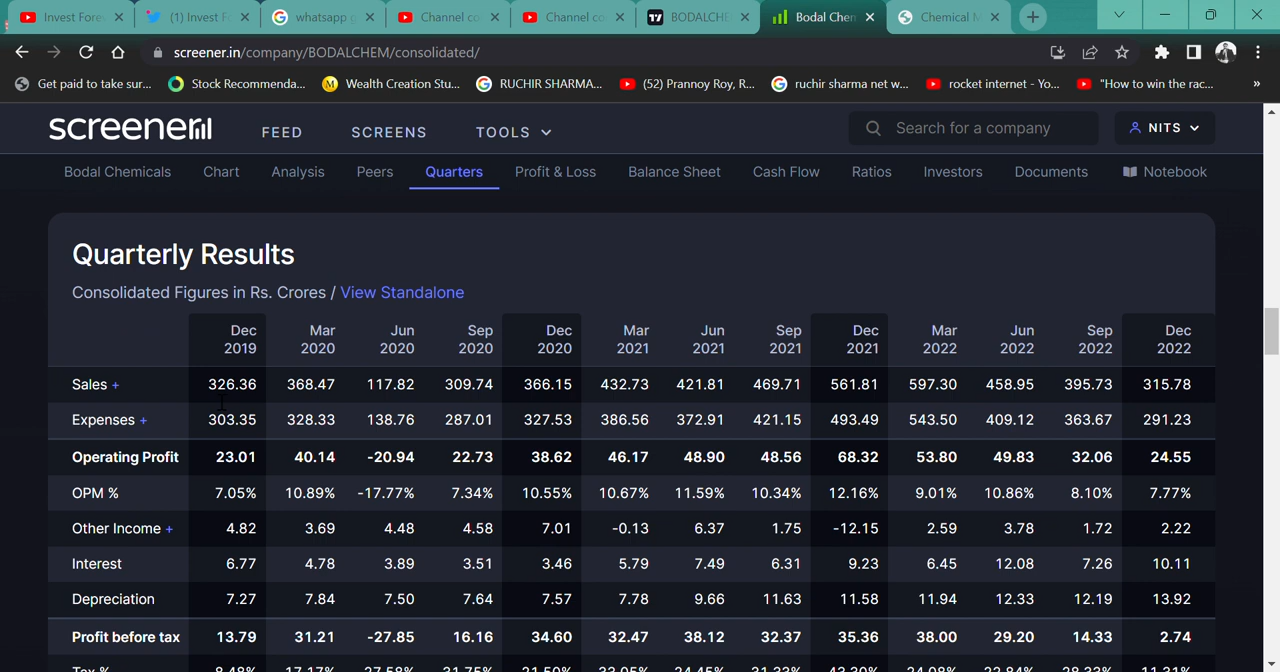 Invest Fore
(1) Invest F
whatsapp g
Channel co
Channel co
BODALCHE
Bodal Chen
Chemical M
screener.in/company/BODALCHEM/consolidated/
Get paid to take sur...
Stock Recommenda...
Wealth Creation Stu...
RUCHIR SHARMA...
(52) Prannoy Roy, R...
ruchir sharma net w...
rocket internet - Yo...
"How to win the rac...
»
screener
FEED
SCREENS
TOOLS
Search for a company
NITS
Bodal Chemicals
Chart
Analysis
Peers
Quarters
Profit & Loss
Balance Sheet
Cash Flow
Ratios
Investors
Documents
Notebook
Quarterly Results
Consolidated Figures in Rs. Crores / View Standalone
Dec 2019 Mar 2020 Jun 2020 Sep 2020 Dec 2020 Mar 2021 Jun 2021 Sep 2021 Dec 2021 Mar 2022 Jun 2022 Sep 2022 Dec 2022
Sales + 326.36 368.47 117.82 309.74 366.15 432.73 421.81 469.71 561.81 597.30 458.95 395.73 315.78
Expenses + 303.35 328.33 138.76 287.01 327.53 386.56 372.91 421.15 493.49 543.50 409.12 363.67 291.23
Operating Profit 23.01 40.14 -20.94 22.73 38.62 46.17 48.90 48.56 68.32 53.80 49.83 32.06 24.55
OPM % 7.05% 10.89% -17.77% 7.34% 10.55% 10.67% 11.59% 10.34% 12.16% 9.01% 10.86% 8.10% 7.77%
Other Income + 4.82 3.69 4.48 4.58 7.01 -0.13 6.37 1.75 -12.15 2.59 3.78 1.72 2.22
Interest 6.77 4.78 3.89 3.51 3.46 5.79 7.49 6.31 9.23 6.45 12.08 7.26 10.11
Depreciation 7.27 7.84 7.50 7.64 7.57 7.78 9.66 11.63 11.58 11.94 12.33 12.19 13.92
Profit before tax 13.79 31.21 -27.85 16.16 34.60 32.47 38.12 32.37 35.36 38.00 29.20 14.33 2.74
Tax %